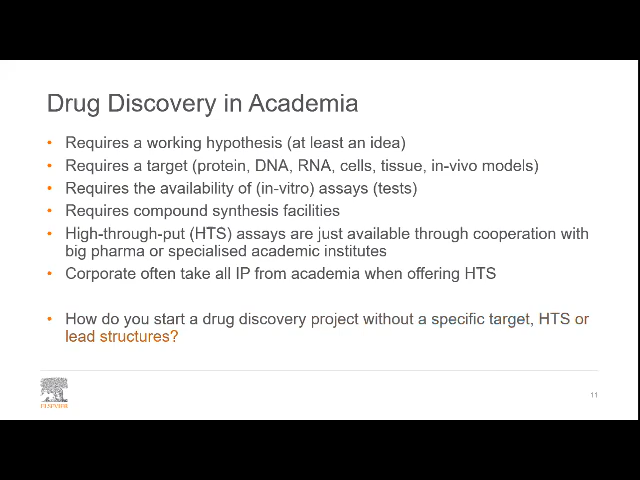 Drug Discovery in Academia
• Requires a working hypothesis (at least an idea)
• Requires a target (protein, DNA, RNA, cells, tissue, in-vivo models)
• Requires the availability of (in-vitro) assays (tests)
• Requires compound synthesis facilities
• High-through-put (HTS) assays are just available through cooperation with
big pharma or specialised academic institutes
• Corporate often take all IP from academia when offering HTS
• How do you start a drug discovery project without a specific target, HTS or
lead structures?
ELSEVIER
11